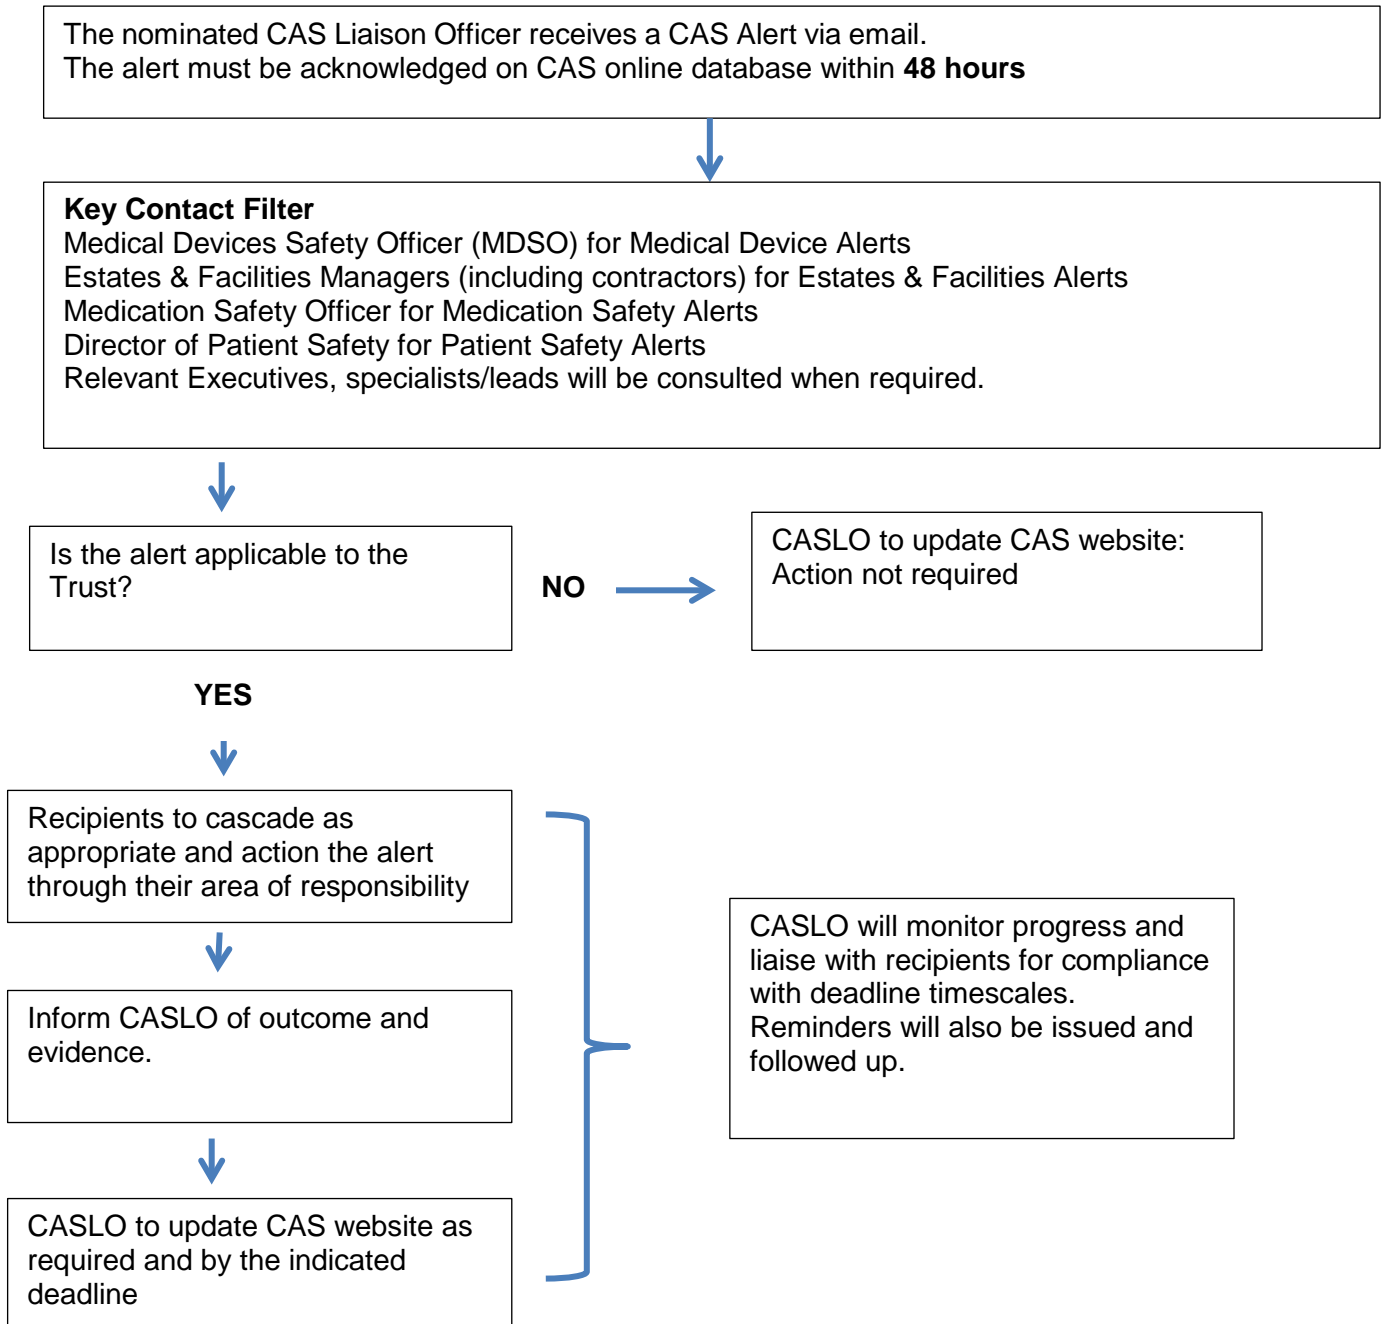 The nominated CAS Liaison Officer receives a CAS Alert via email.
The alert must be acknowledged on CAS online database within 48 hours
Key Contact Filter
Medical Devices Safety Officer (MDSO) for Medical Device Alerts
Estates & Facilities Managers (including contractors) for Estates & Facilities Alerts
Medication Safety Officer for Medication Safety Alerts
Director of Patient Safety for Patient Safety Alerts
Relevant Executives, specialists/leads will be consulted when required.
Is the alert applicable to the
Trust?
NO
CASLO to update CAS website:
Action not required
YES
Recipients to cascade as
appropriate and action the alert
through their area of responsibility
Inform CASLO of outcome and
evidence.
CASLO to update CAS website as
required and by the indicated
deadline
CASLO will monitor progress and
liaise with recipients for compliance
with deadline timescales.
Reminders will also be issued and
followed up.